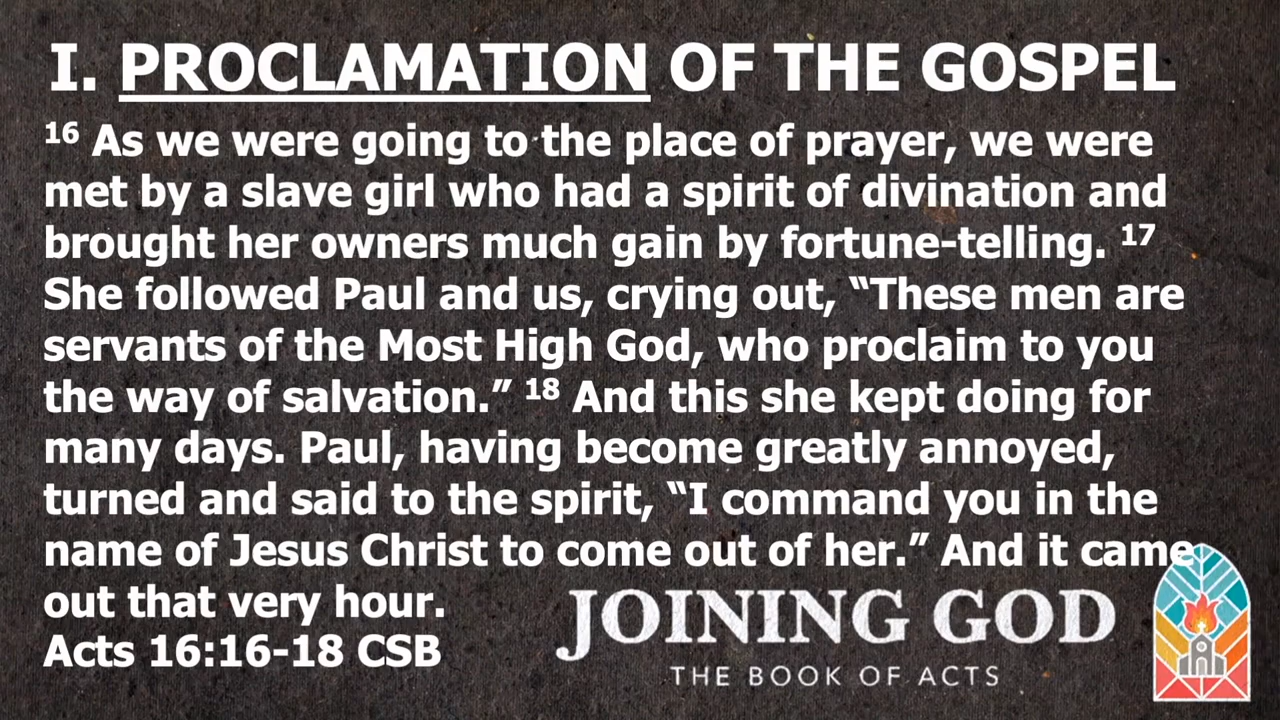 I. PROCLAMATION OF THE GOSPEL
¹⁶ As we were going to the place of prayer, we were
met by a slave girl who had a spirit of divination and
brought her owners much gain by fortune-telling. ¹⁷
She followed Paul and us, crying out, “These men are
servants of the Most High God, who proclaim to you
the way of salvation.” ¹⁸ And this she kept doing for
many days. Paul, having become greatly annoyed,
turned and said to the spirit, “I command you in the
name of Jesus Christ to come out of her.” And it came
out that very hour.
Acts 16:16-18 CSB
JOINING GOD
THE BOOK OF ACTS